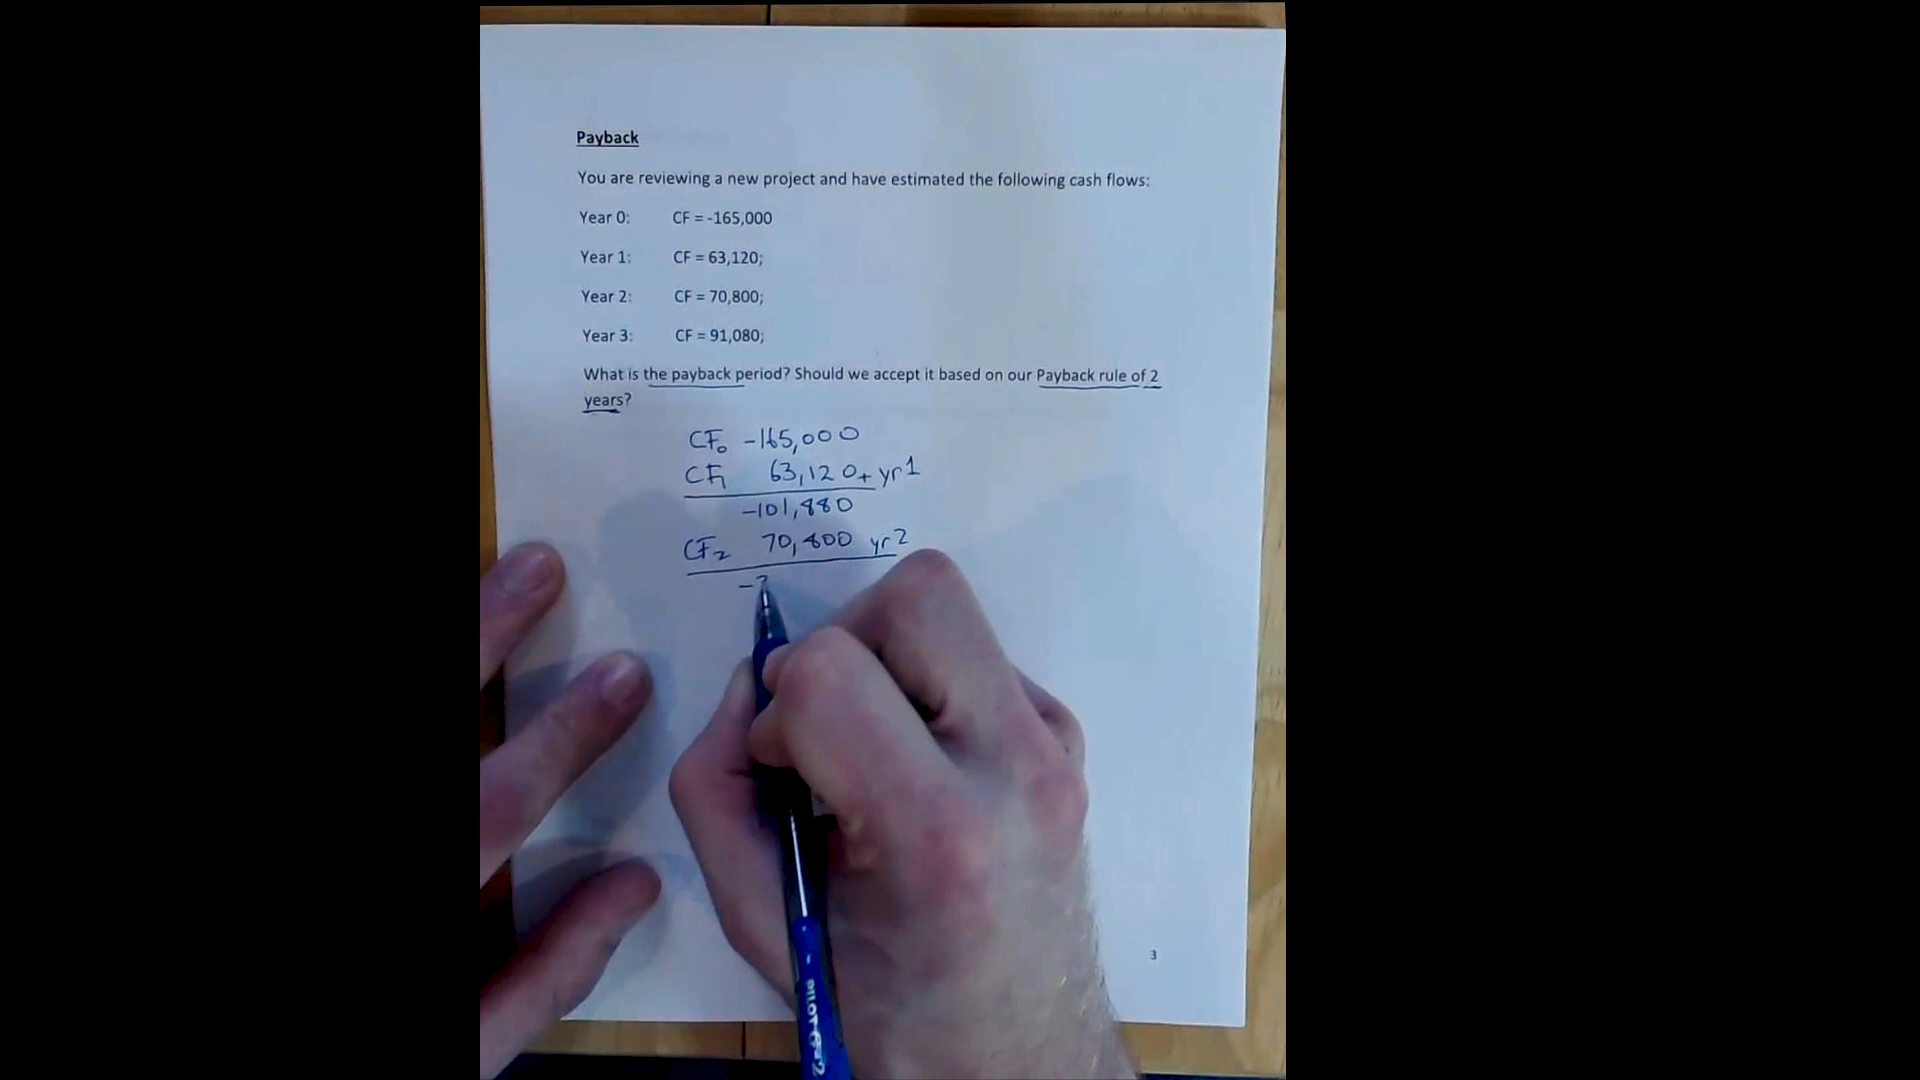 Payback
You are reviewing a new project and have estimated the following cash flows:
Year 0: CF = -165,000
Year 1: CF = 63,120;
Year 2: CF = 70,800;
Year 3: CF = 91,080;
What is the payback period? Should we accept it based on our Payback rule of 2
years?
CF₀ -165,000
CF₁ 63,120+ yr1
-101,880
CF₂ 70,800 yr2
-
3
PILOT G-2